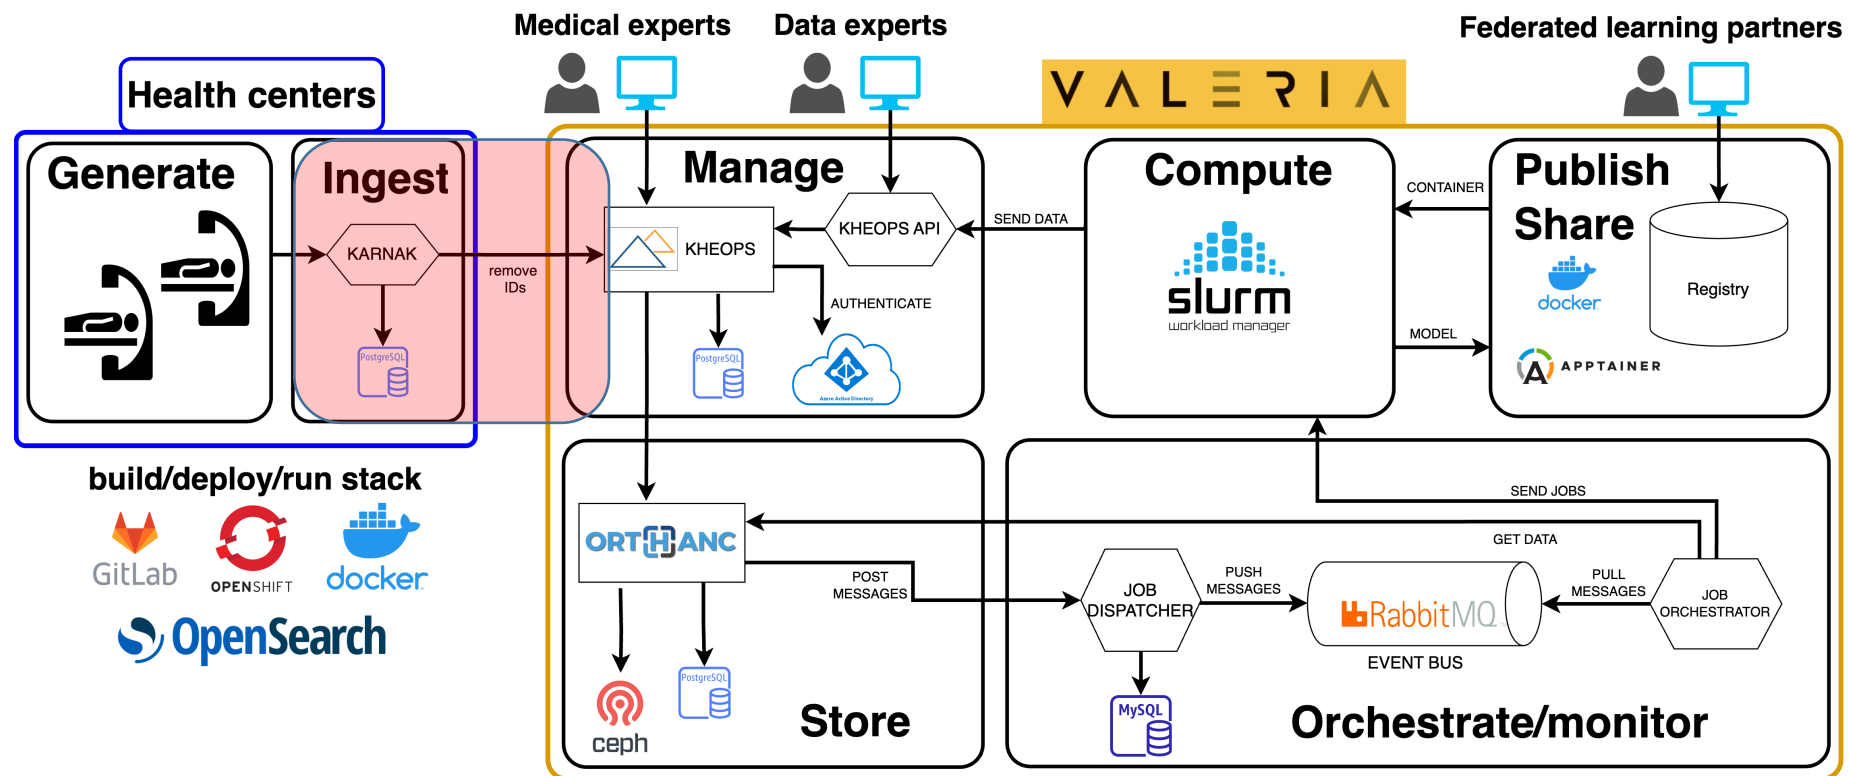 Medical experts
Data experts
Federated learning partners
Health centers
VALERIA
Generate
Ingest
KARNAK
PostgreSQL
remove
IDs
Manage
KHEOPS
KHEOPS API
AUTHENTICATE
PostgreSQL
Azure Active Directory
SEND DATA
Compute
slurm
workload manager
CONTAINER
MODEL
Publish
Share
docker
APPTAINER
Registry
build/deploy/run stack
GitLab
OPENSHIFT
docker
OpenSearch
ORTHANC
ceph
PostgreSQL
Store
POST
MESSAGES
SEND JOBS
GET DATA
JOB
DISPATCHER
MySQL
PUSH
MESSAGES
RabbitMQ
EVENT BUS
PULL
MESSAGES
JOB
ORCHESTRATOR
Orchestrate/monitor